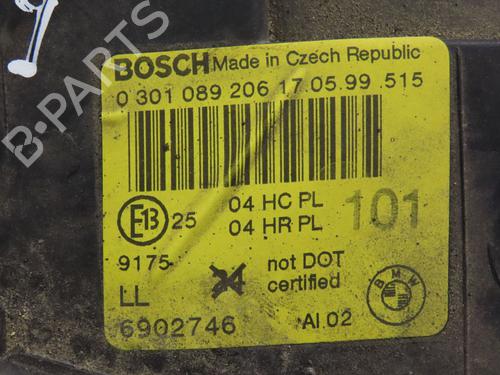 BOSCH Made in Czech Republic
0 301 089 206 17.05.99 515
E13 25 04 HC PL 101
04 HR PL
9175 not DOT
LL certified
BMW
6902746 AI.02
B-PARTS